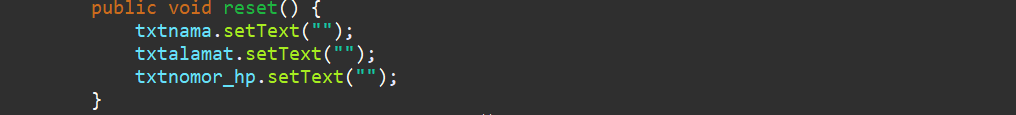 public void reset() {
txtnama.setText("");
txtalamat.setText("");
txtnomor_hp.setText("");
}